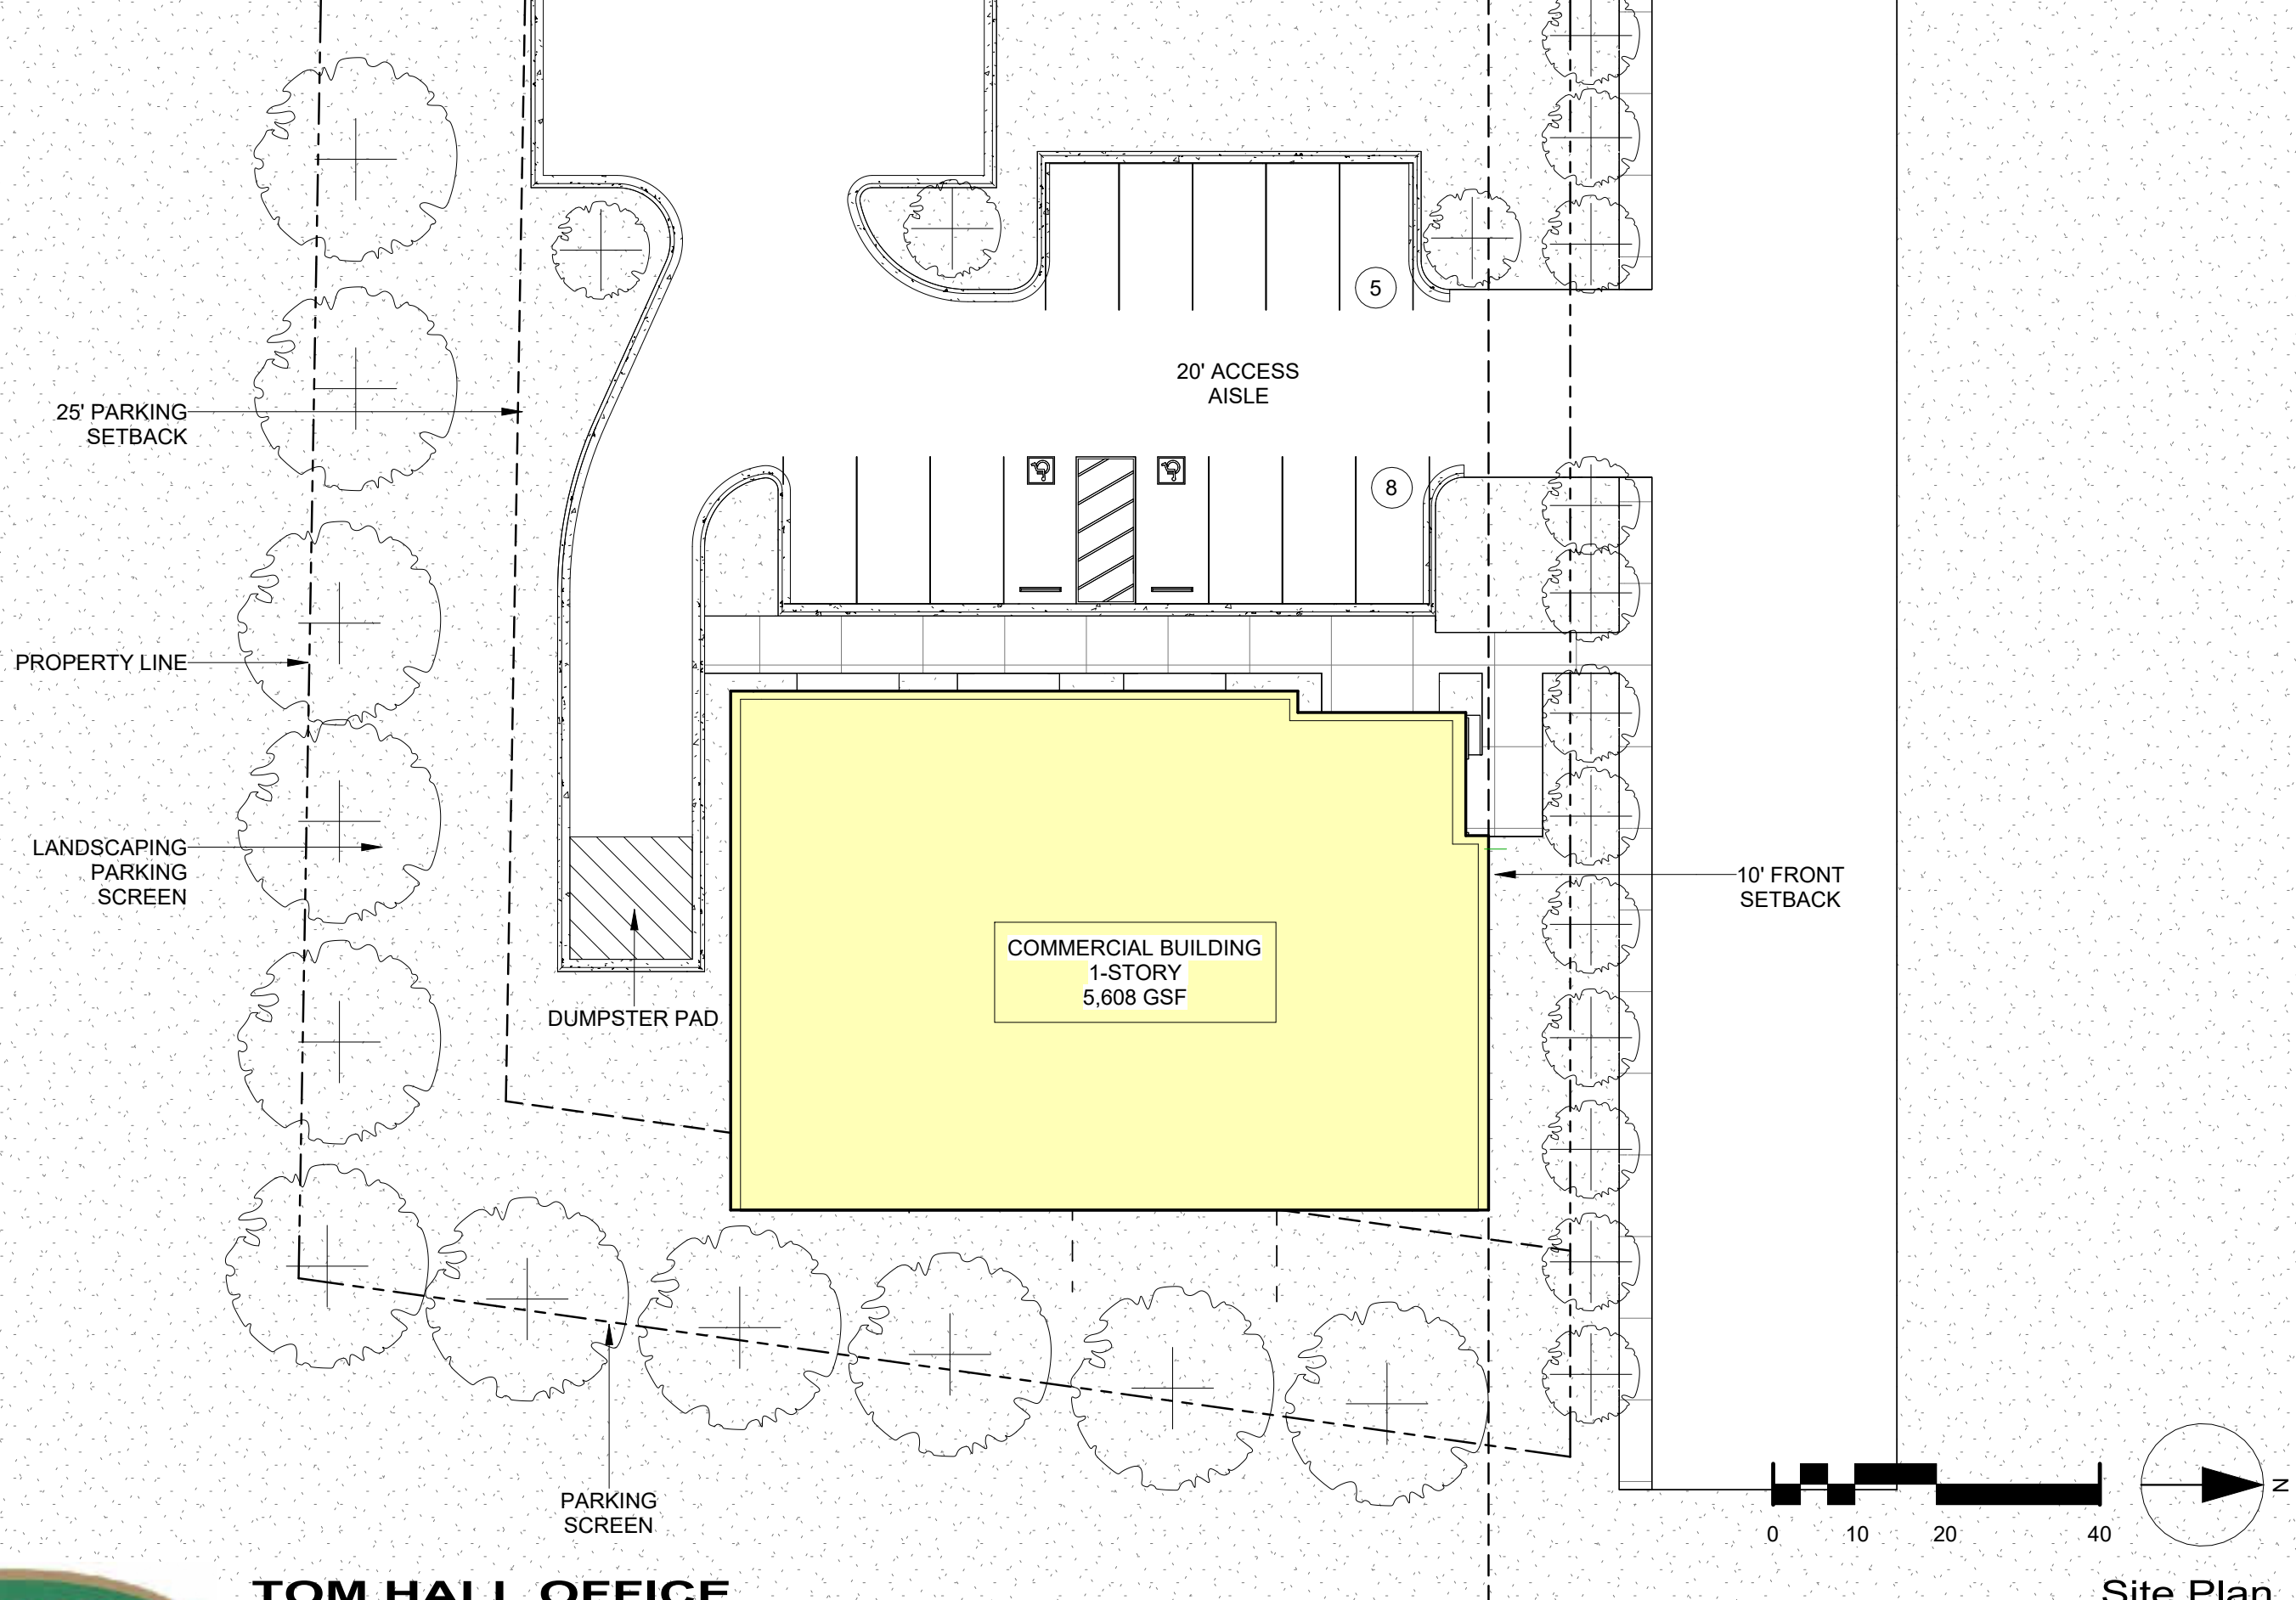 5
20' ACCESS
AISLE
25' PARKING
SETBACK
8
PROPERTY LINE
LANDSCAPING
PARKING
SCREEN
10' FRONT
SETBACK
COMMERCIAL BUILDING
1-STORY
5,608 GSF
DUMPSTER PAD
PARKING
SCREEN
N
0 10 20 40
TOM HALL OFFICE
Site Plan